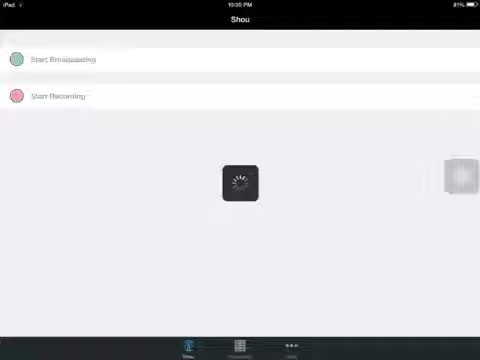 iPad
10:00 PM
81%
Shou
Start Broadcasting
Start Recording
Shou